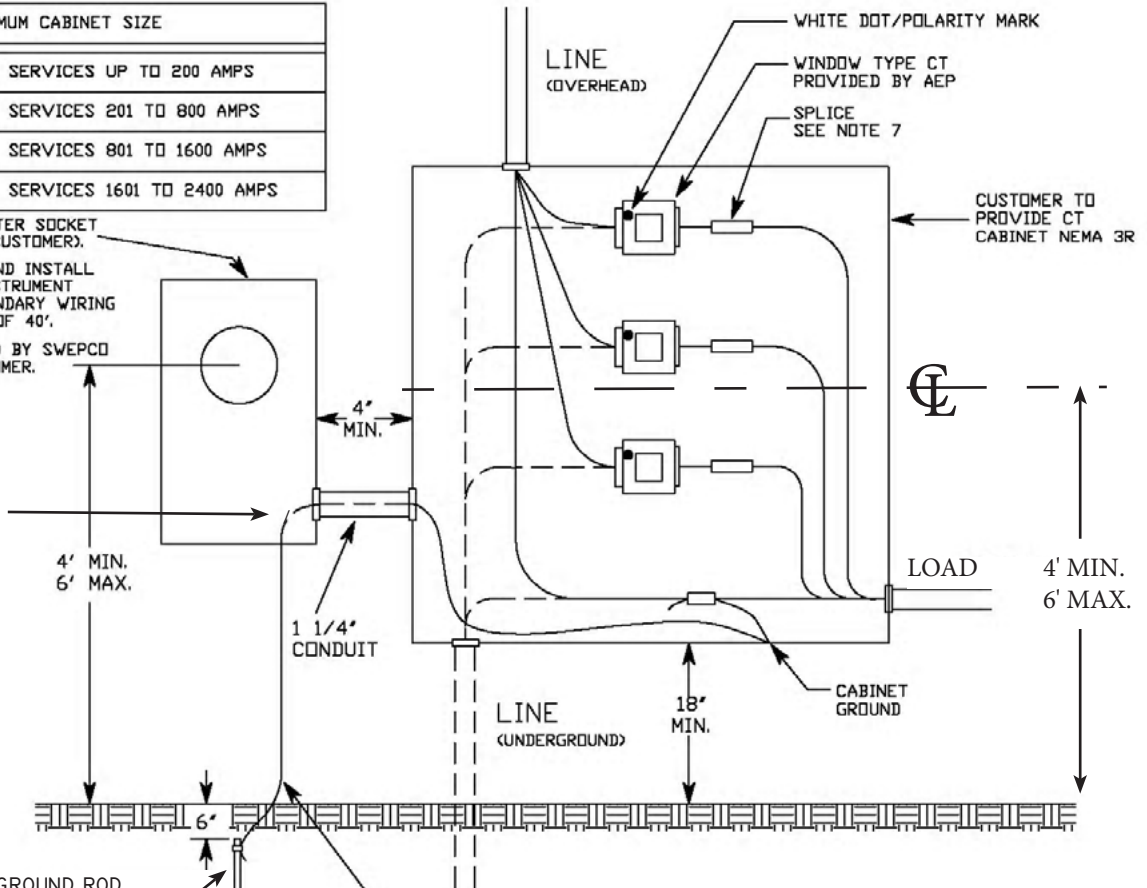 MUM CABINET SIZE
SERVICES UP TO 200 AMPS
SERVICES 201 TO 800 AMPS
SERVICES 801 TO 1600 AMPS
SERVICES 1601 TO 2400 AMPS
TER SOCKET
CUSTOMER).
ND INSTALL
STRUMENT
NDARY WIRING
OF 40'.
BY SWEPCO
MER.
LINE
(OVERHEAD)
WHITE DOT/POLARITY MARK
WINDOW TYPE CT
PROVIDED BY AEP
SPLICE
SEE NOTE 7
CUSTOMER TO
PROVIDE CT
CABINET NEMA 3R
4"
MIN.
CL
4' MIN.
6' MAX.
1 1/4"
CONDUIT
LOAD
4' MIN.
6' MAX.
LINE
(UNDERGROUND)
18"
MIN.
CABINET
GROUND
6"
GROUND ROD